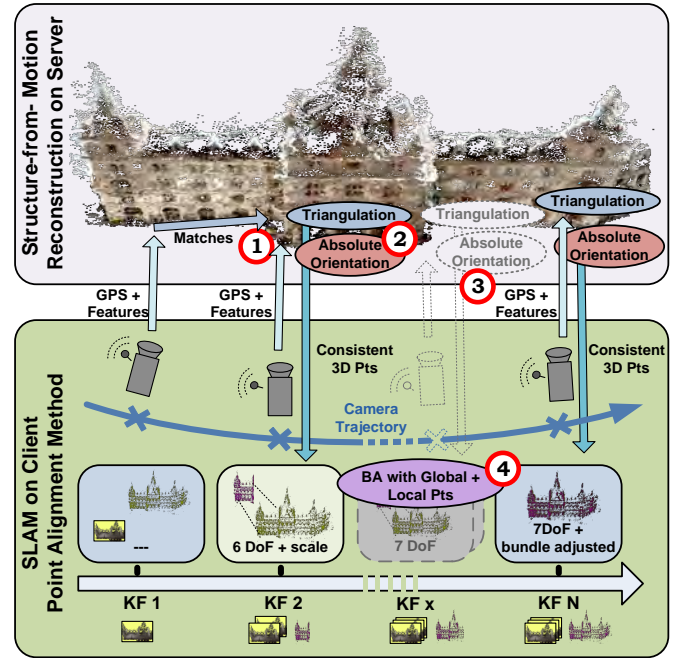 Structure-from- Motion
Reconstruction on Server
Matches
1
Triangulation
2
Absolute
Orientation
Triangulation
Absolute
Orientation
3
Triangulation
Absolute
Orientation
GPS +
Features
GPS +
Features
GPS +
Features
SLAM on Client
Point Alignment Method
Consistent
3D Pts
Consistent
3D Pts
Camera
Trajectory
4
BA with Global +
Local Pts
---
6 DoF + scale
7 DoF
7DoF +
bundle adjusted
KF 1
KF 2
KF x
KF N